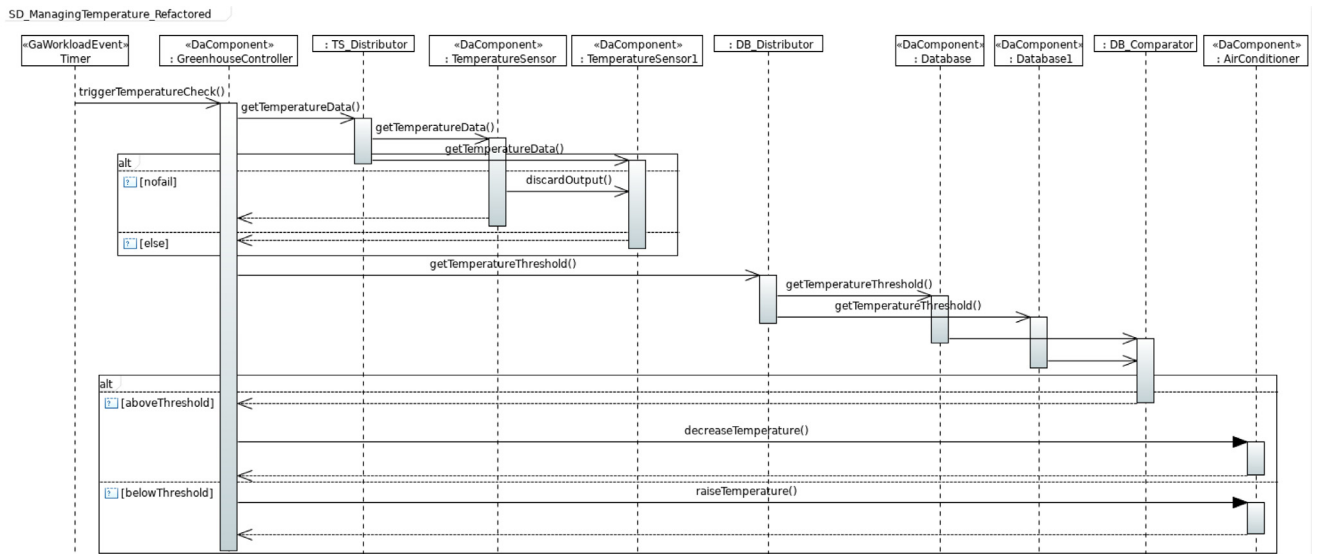 SD_ManagingTemperature_Refactored
«GaWorkloadEvent»
Timer
«DaComponent»
: GreenhouseController
: TS_Distributor
«DaComponent»
: TemperatureSensor
«DaComponent»
: TemperatureSensor1
: DB_Distributor
«DaComponent»
: Database
«DaComponent»
: Database1
: DB_Comparator
«DaComponent»
: AirConditioner
triggerTemperatureCheck()
getTemperatureData()
getTemperatureData()
getTemperatureData()
alt
[nofail]
discardOutput()
[else]
getTemperatureThreshold()
getTemperatureThreshold()
getTemperatureThreshold()
alt
[aboveThreshold]
decreaseTemperature()
[belowThreshold]
raiseTemperature()